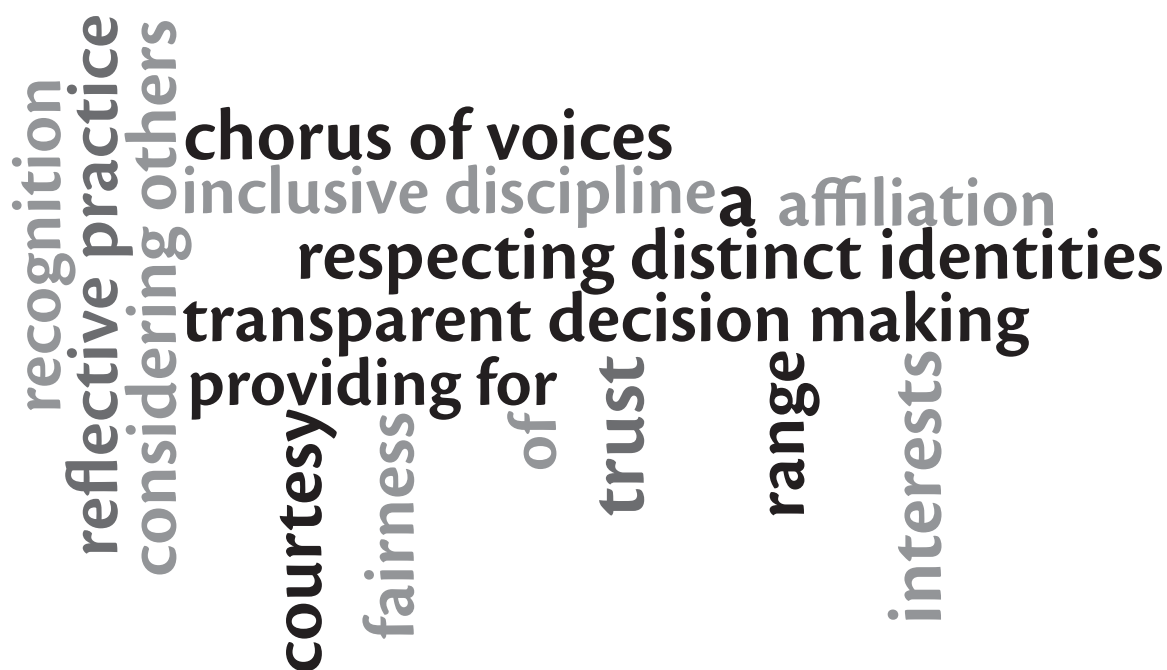 recognition
reflective practice
considering others
chorus of voices
inclusive discipline
a
affiliation
respecting distinct identities
transparent decision making
providing for
courtesy
fairness
of
trust
range
interests